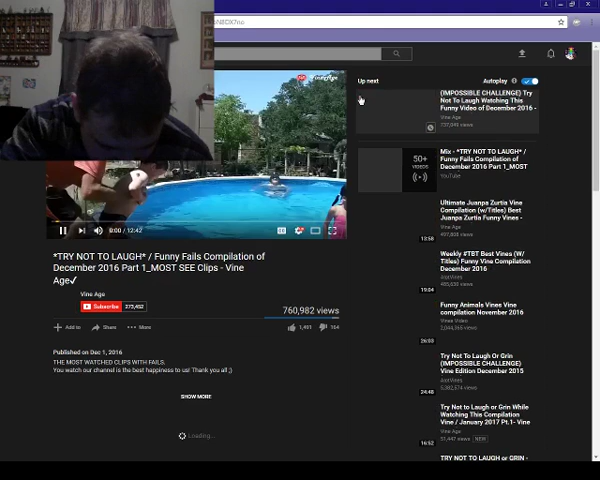 Vine Age
Up next
Autoplay
(IMPOSSIBLE CHALLENGE) Try
Not To Laugh Watching This
Funny Video of December 2016 -
Vine Age
Mix - *TRY NOT TO LAUGH* /
Funny Fails Compilation of
December 2016 Part 1_MOST
YouTube
50+
VIDEOS
Ultimate Juanpa Zurtia Vine
Compilation (w/Titles) Best
Juanpa Zurtia Funny Vines -
Vine Age
13:58
Weekly #TBT Best Vines (W/
Titles) Funny Vine Compilation
December 2016
19:04
Funny Animals Vines Vine
compilation November 2016
Vines Video
26:03
Try Not To Laugh Or Grin
(IMPOSSIBLE CHALLENGE)
Vine Edition December 2015
24:48
Try Not to Laugh or Grin While
Watching This Compilation
Vine / January 2017 Pt.1- Vine
Vine Age
NEW
16:52
TRY NOT TO LAUGH or GRIN -
0:00 / 12:42
*TRY NOT TO LAUGH* / Funny Fails Compilation of
December 2016 Part 1_MOST SEE Clips - Vine
Age✓
Vine Age
Subscribe
760,982 views
Add to
Share
More
Published on Dec 1, 2016
THE MOST WATCHED CLIPS WITH FAILS.
You watch our channel is the best happiness to us! Thank you all ;)
SHOW MORE
Loading...